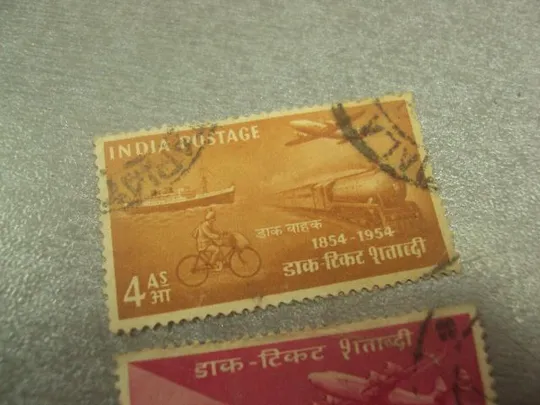 INDIA POSTAGE
डाक वाहक
1854-1954
डाक-टिकट शताब्दी
4 AS
आ
डाक-टिकट शताब्दी